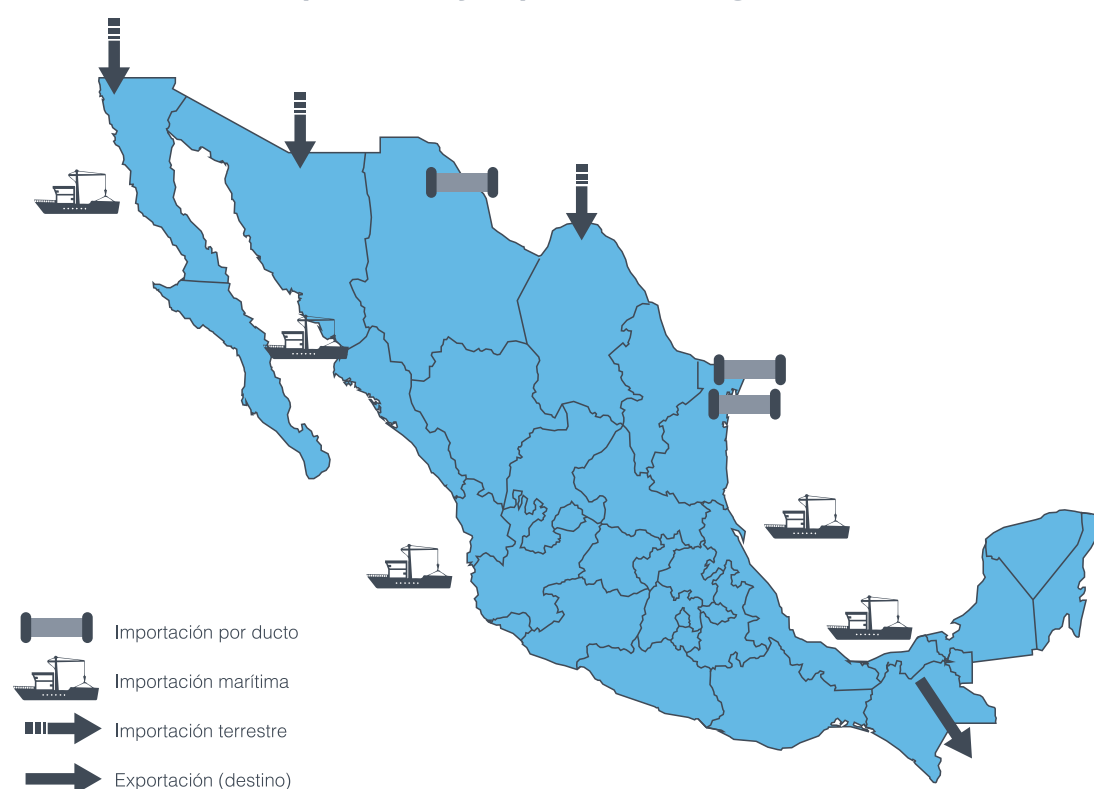 Importación por ducto
Importación marítima
Importación terrestre
Exportación (destino)